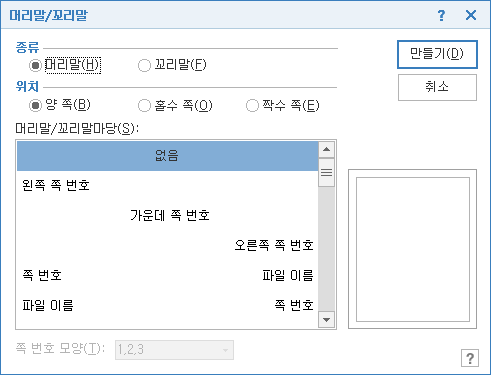 머리말/꼬리말 ? ×
종류
머리말(H) 꼬리말(F) 만들기(D)
위치 취소
양 쪽(B) 홀수 쪽(O) 짝수 쪽(E)
머리말/꼬리말마당(S):
없음
왼쪽 쪽 번호
가운데 쪽 번호
오른쪽 쪽 번호
쪽 번호 파일 이름
파일 이름 쪽 번호
쪽 번호 모양(T): 1,2,3 ?